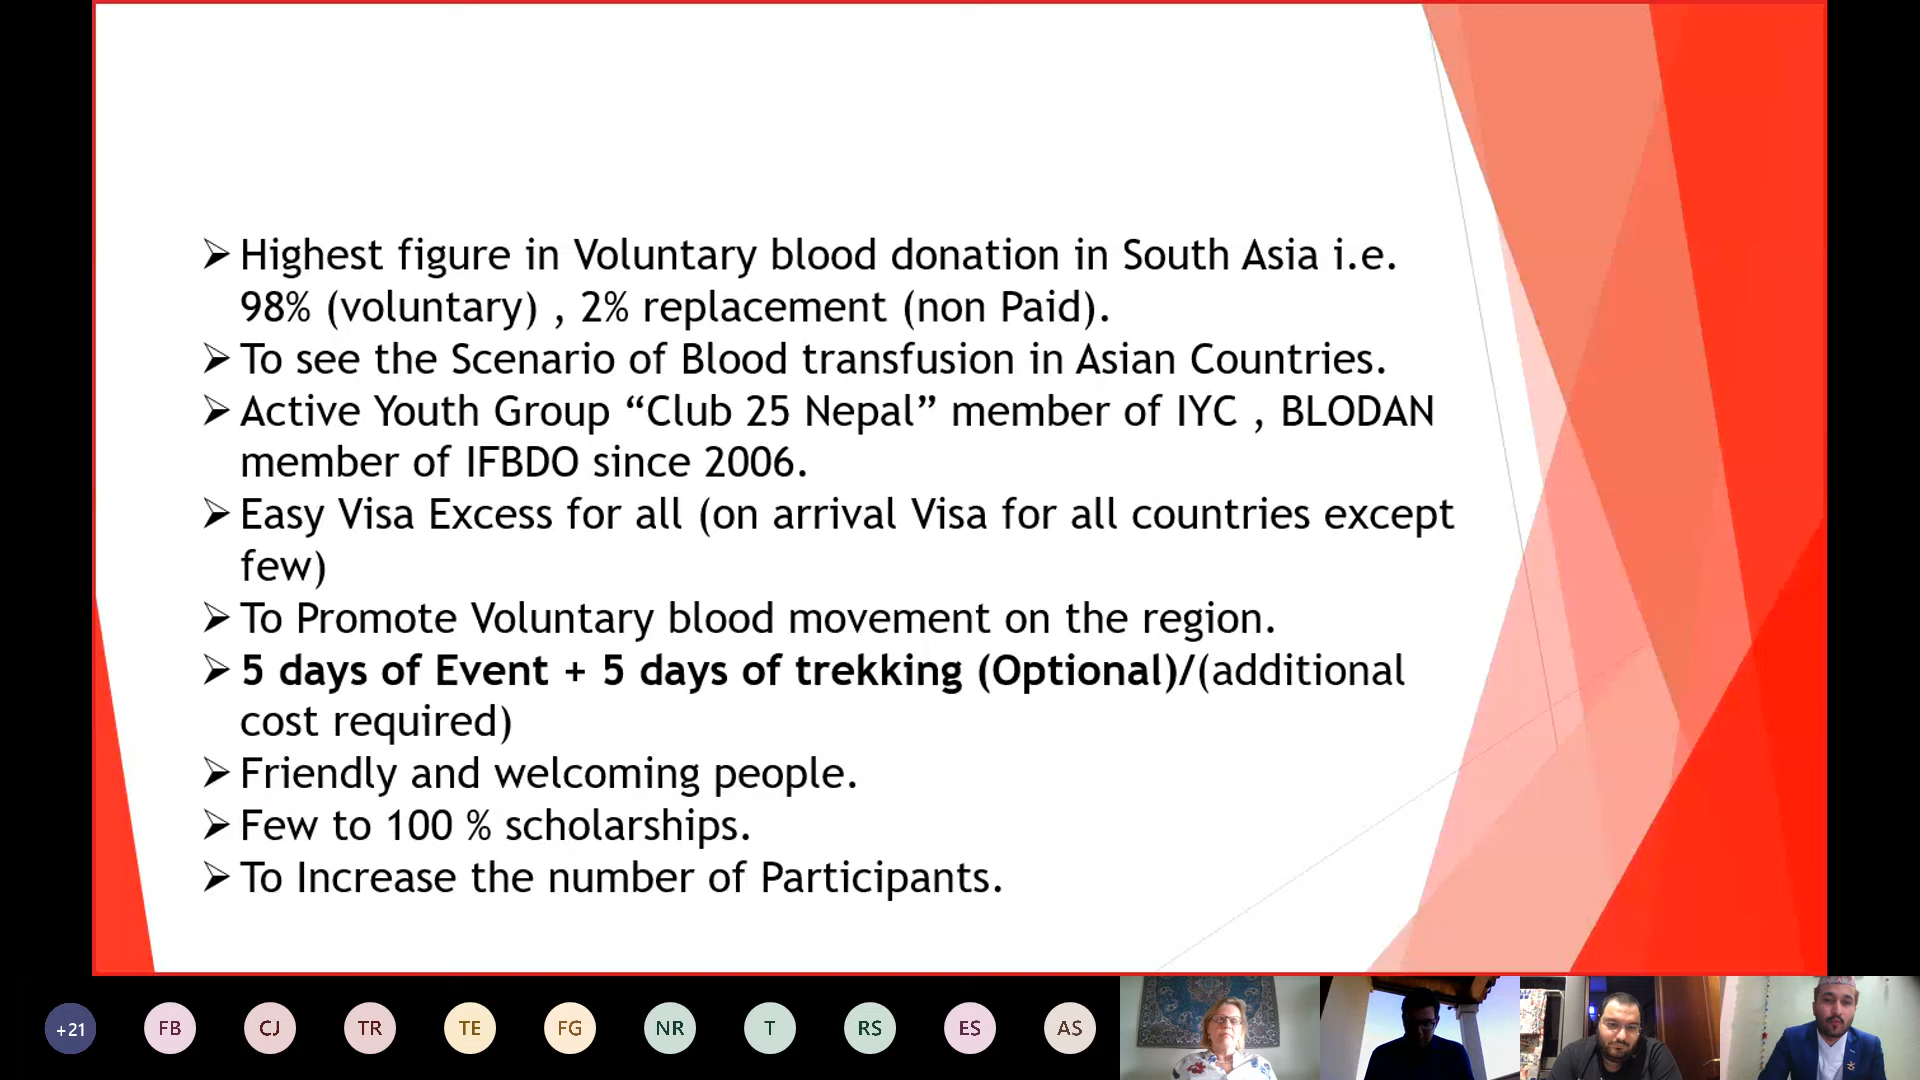 ➢ Highest figure in Voluntary blood donation in South Asia i.e.
98% (voluntary) , 2% replacement (non Paid).
➢ To see the Scenario of Blood transfusion in Asian Countries.
➢ Active Youth Group “Club 25 Nepal” member of IYC , BLODAN
member of IFBDO since 2006.
➢ Easy Visa Excess for all (on arrival Visa for all countries except
few)
➢ To Promote Voluntary blood movement on the region.
➢ 5 days of Event + 5 days of trekking (Optional)/(additional
cost required)
➢ Friendly and welcoming people.
➢ Few to 100 % scholarships.
➢ To Increase the number of Participants.
+21 FB CJ TR TE FG NR T RS ES AS